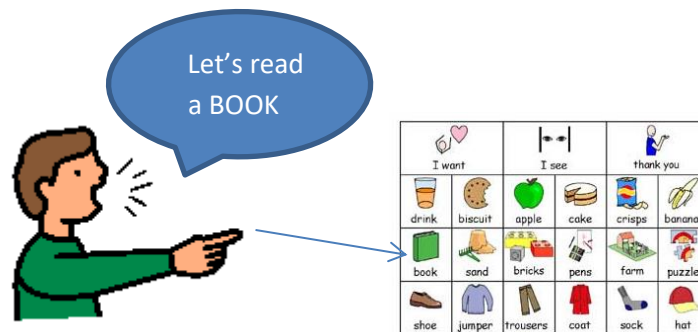 Let’s read
a BOOK
I want I see thank you
drink biscuit apple cake crisps banana
book sand bricks pens farm puzzle
shoe jumper trousers coat sock hat